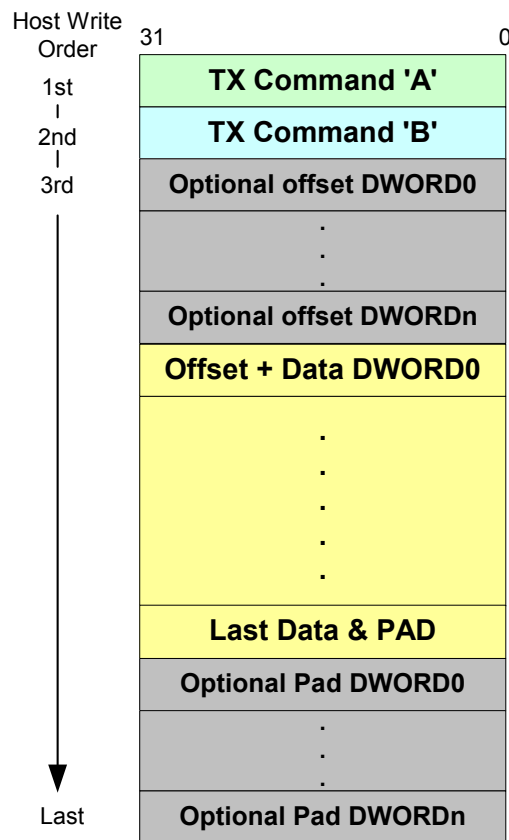 Host Write
Order
31
0
1st
TX Command 'A'
2nd
TX Command 'B'
3rd
Optional offset DWORD0
.
.
.
Optional offset DWORDn
Offset + Data DWORD0
.
.
.
.
.
Last Data & PAD
Optional Pad DWORD0
.
.
.
Last
Optional Pad DWORDn